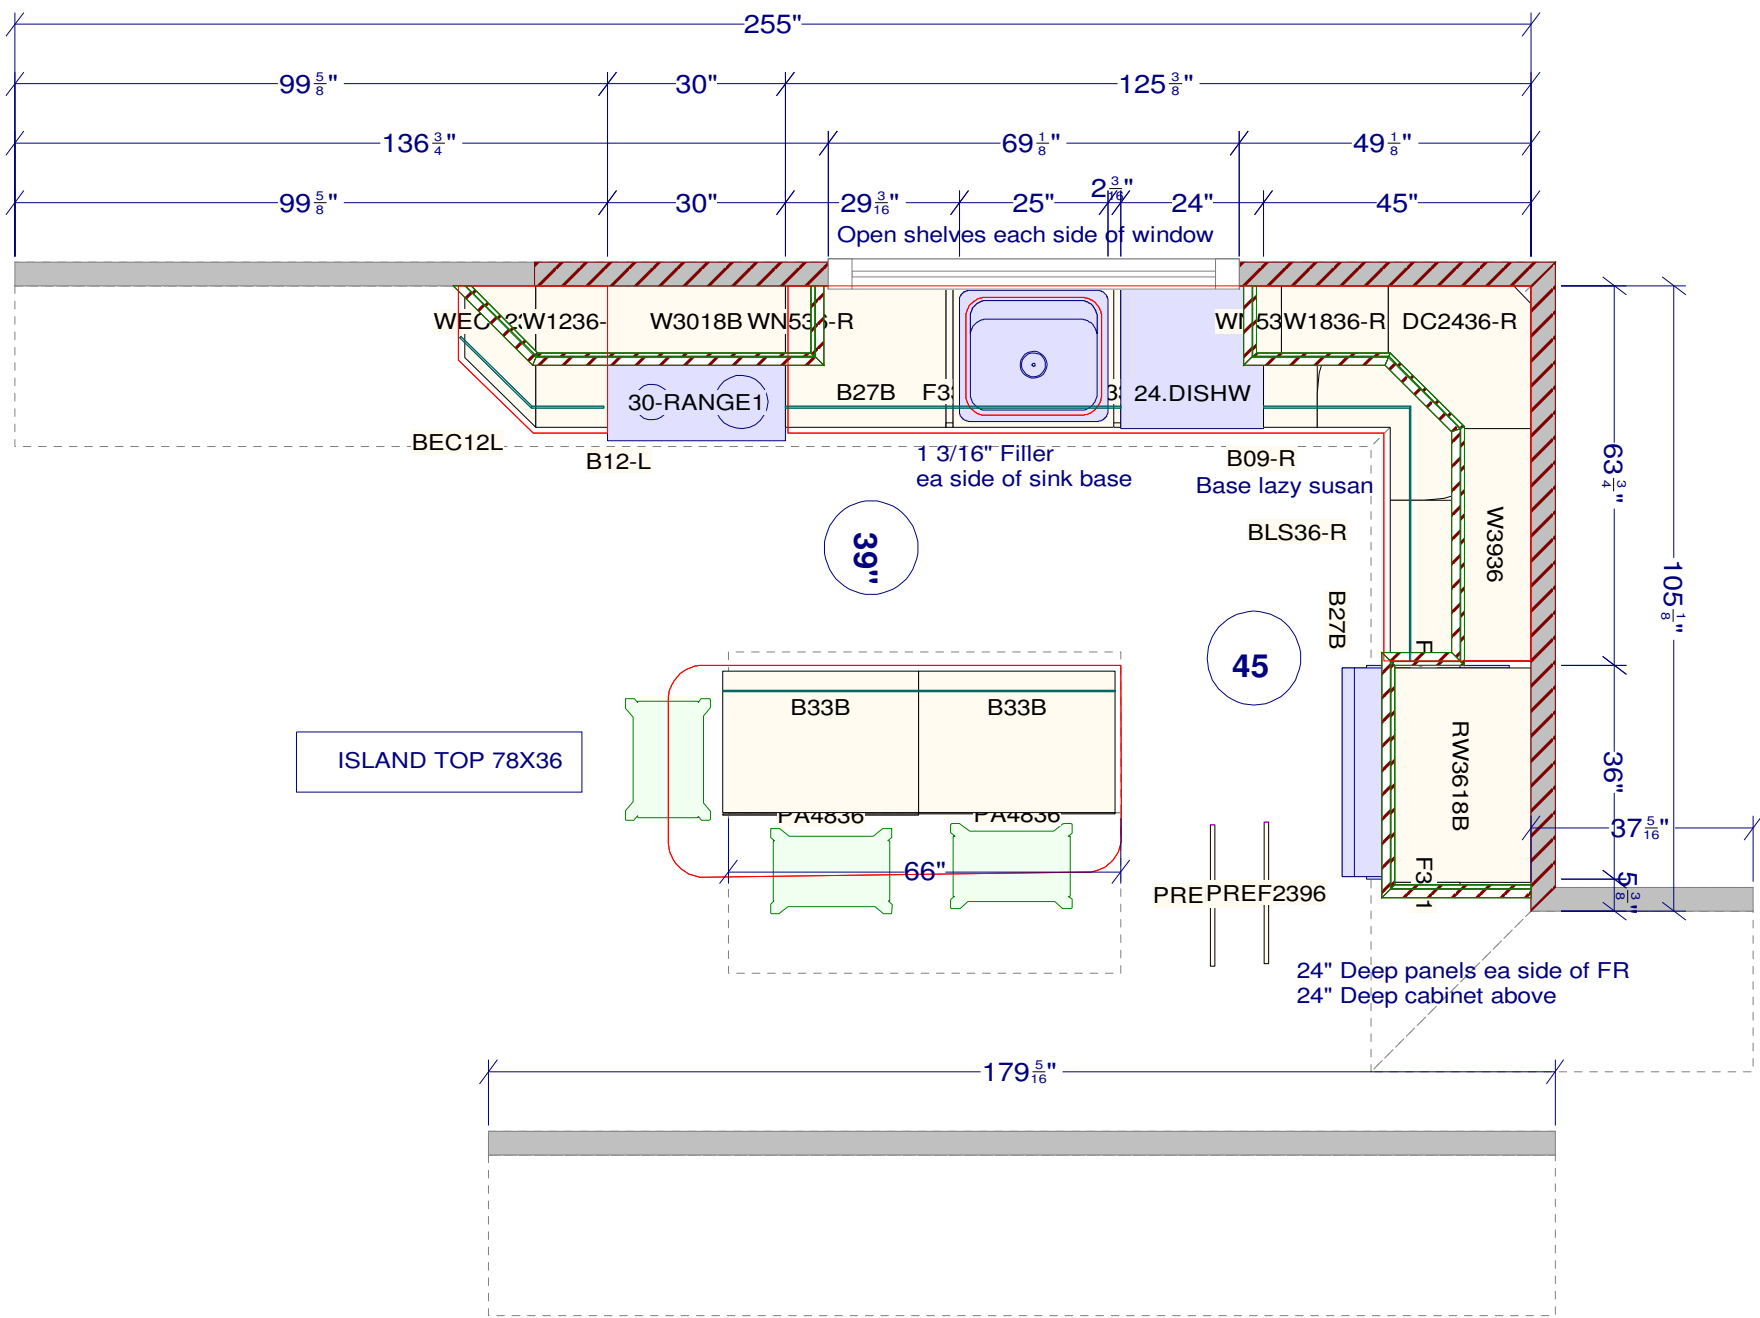 255"
99 5/8" 30" 125 3/8"
136 3/4" 69 1/8" 49 1/8"
99 5/8" 30" 29 3/16" 25" 2 3/16" 24" 45"
Open shelves each side of window
W1236- W3018B WN536-R W1836-R DC2436-R
30-RANGE1 B27B 24.DISHW
BEC12L
B12-L
1 3/16" Filler
ea side of sink base
B09-R
Base lazy susan
BLS36-R
W3936
63 3/4"
105 1/8"
39"
B27B
45
B33B B33B
ISLAND TOP 78X36
RW3618B
36"
PA4836 PA4836
37 5/16"
66"
PRE PREF2396
5 3/8"
24" Deep panels ea side of FR
24" Deep cabinet above
179 5/16"